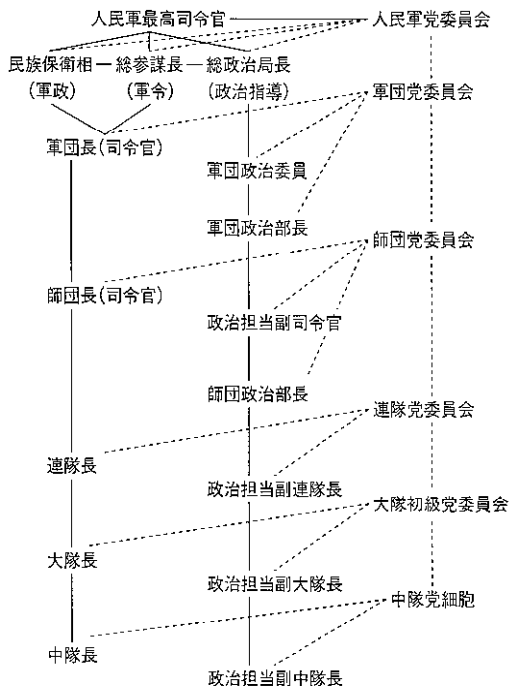 人民軍最高司令官 人民軍党委員会
民族保衛相 総参謀長 総政治局長
(軍政) (軍令) (政治指導) 軍団党委員会
軍団長(司令官)
軍団政治委員
軍団政治部長
師団党委員会
師団長(司令官)
政治担当副司令官
師団政治部長
連隊党委員会
連隊長
政治担当副連隊長
大隊初級党委員会
大隊長
政治担当副大隊長
中隊党細胞
中隊長
政治担当副中隊長